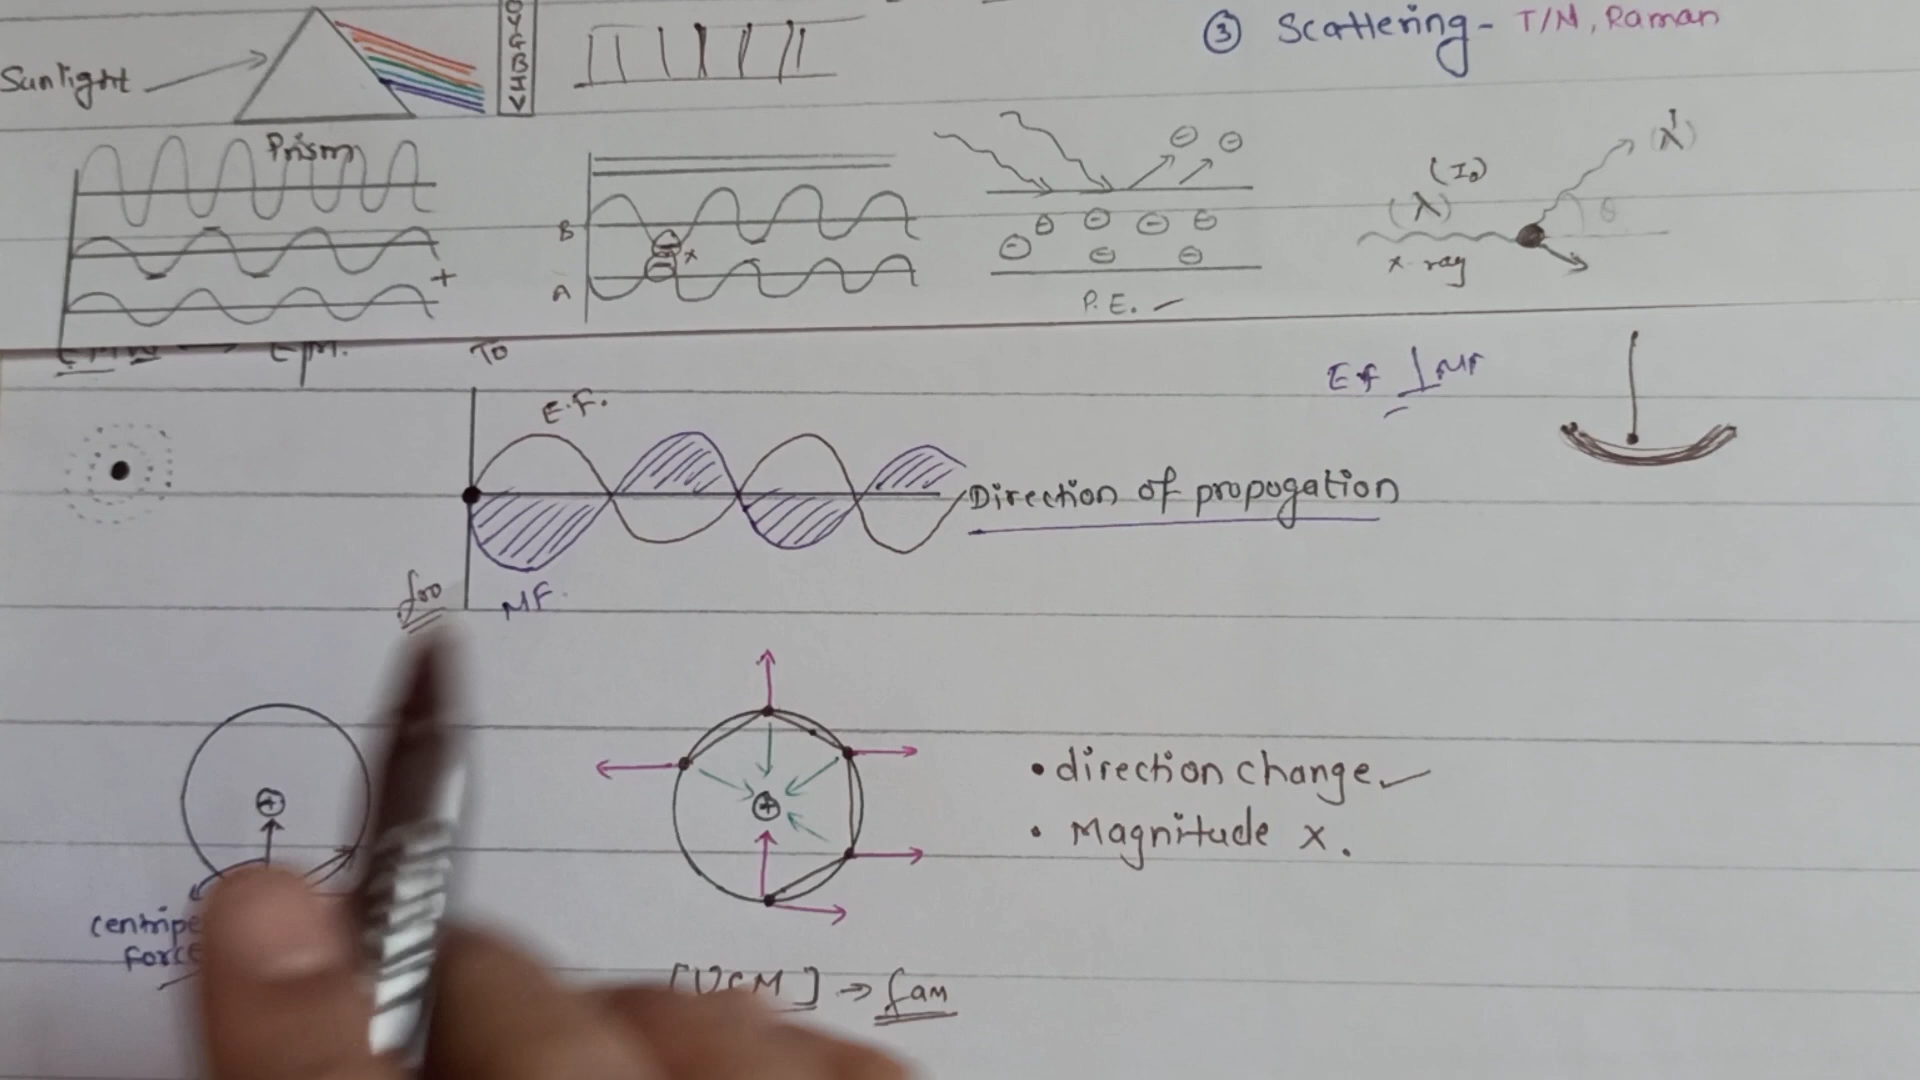 ③ Scattering - T/M, Raman
Sunlight
V
G
B
I
V
Prism
+
B
A
x
P.E.
(I₀)
(λ)
x-ray
(λ')
θ
To
E.F.
EF ⊥ MF
Direction of propogation
MF.
• direction change
• Magnitude x.
centripe
force
[UCM] → fam